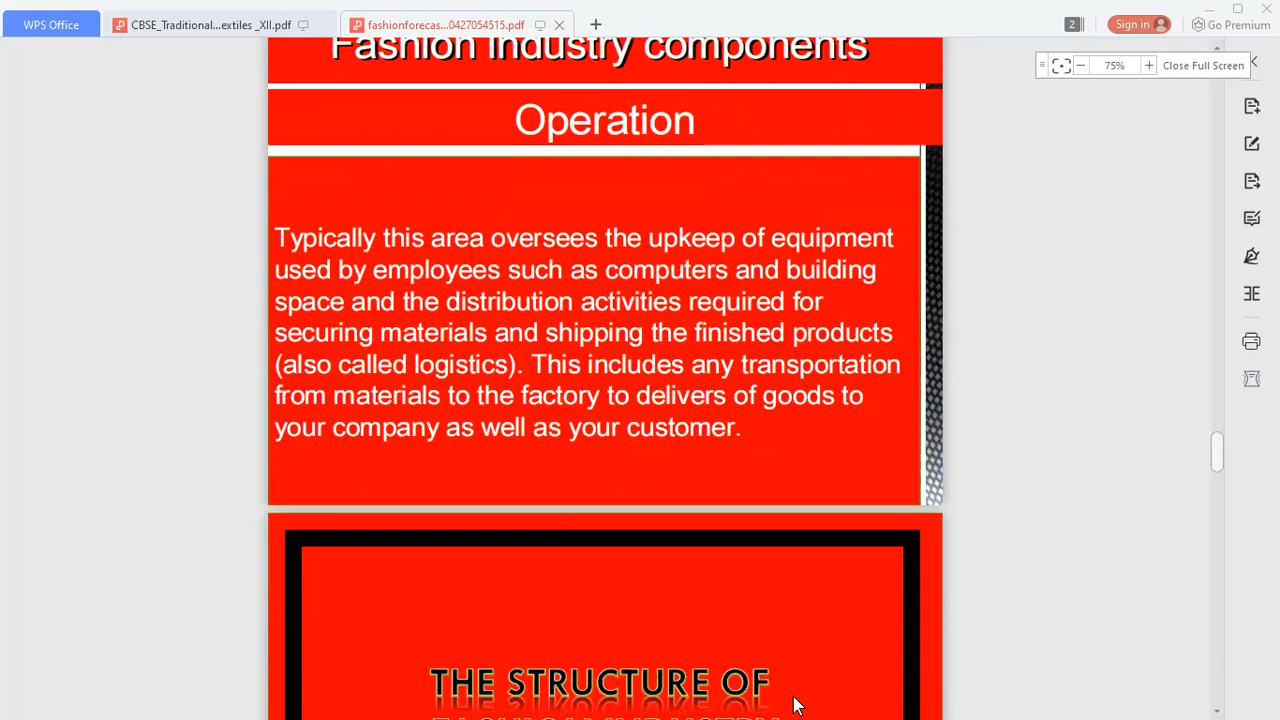 WPS Office
CBSE_Traditional...extiles _XII.pdf
fashionforecas...0427054515.pdf
2
Sign in
Go Premium
75%
Close Full Screen
Fashion Industry components
Operation
Typically this area oversees the upkeep of equipment
used by employees such as computers and building
space and the distribution activities required for
securing materials and shipping the finished products
(also called logistics). This includes any transportation
from materials to the factory to delivers of goods to
your company as well as your customer.
THE STRUCTURE OF
FASHION INDUSTRY